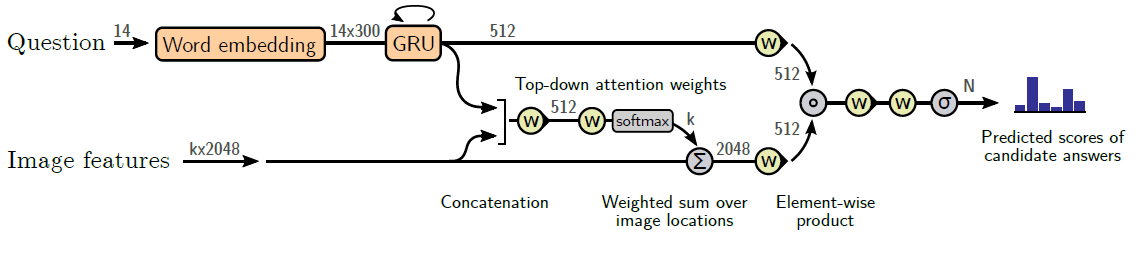 Question
14
Word embedding
14x300
GRU
512
w
512
Top-down attention weights
w
512
w
softmax
k
w
w
σ
N
Predicted scores of
candidate answers
Image features
kx2048
Σ
2048
w
512
Concatenation
Weighted sum over
image locations
Element-wise
product